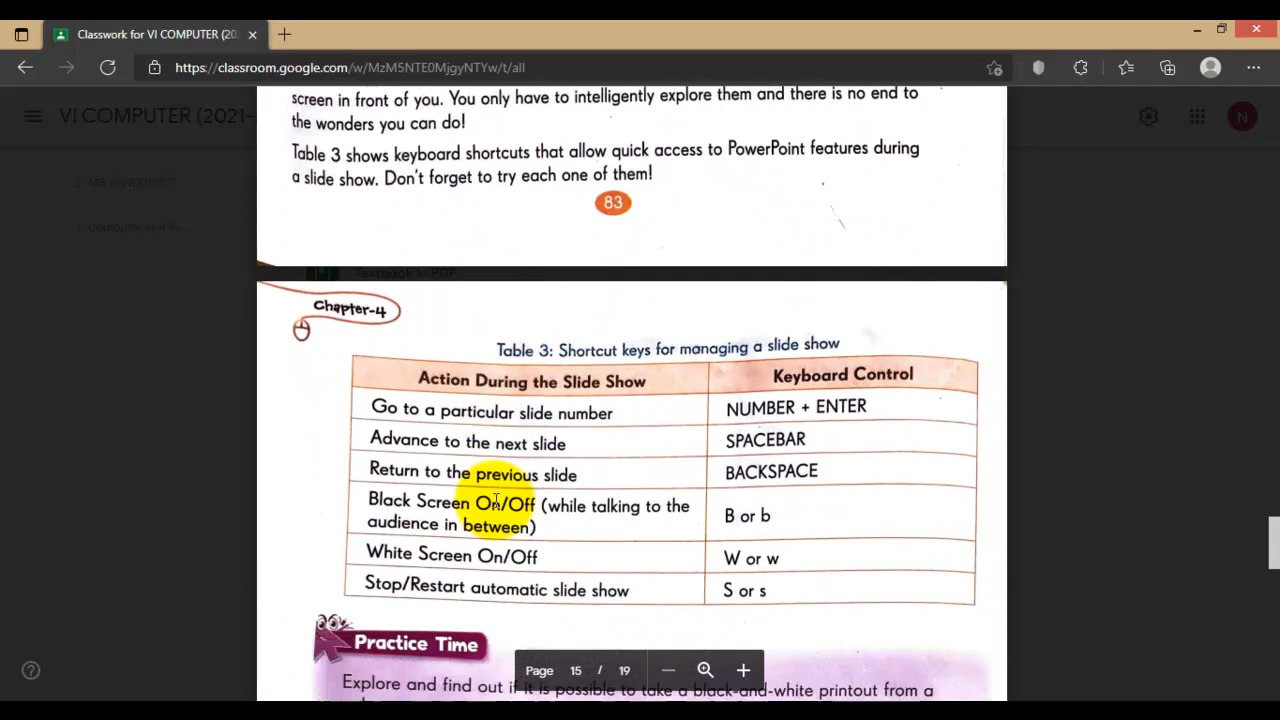 Classwork for VI COMPUTER (202
https://classroom.google.com/w/MzM5NTE0MjgyNTYw/t/all
VI COMPUTER (2021-
N
screen in front of you. You only have to intelligently explore them and there is no end to
the wonders you can do!
Table 3 shows keyboard shortcuts that allow quick access to PowerPoint features during
a slide show. Don't forget to try each one of them!
83
Textbook in PDF
Chapter-4
Table 3: Shortcut keys for managing a slide show
Action During the Slide Show Keyboard Control
Go to a particular slide number NUMBER + ENTER
Advance to the next slide SPACEBAR
Return to the previous slide BACKSPACE
Black Screen On/Off (while talking to the
audience in between) B or b
White Screen On/Off W or w
Stop/Restart automatic slide show S or s
Practice Time
Page 15 / 19
Explore and find out if it is possible to take a black-and-white printout from a